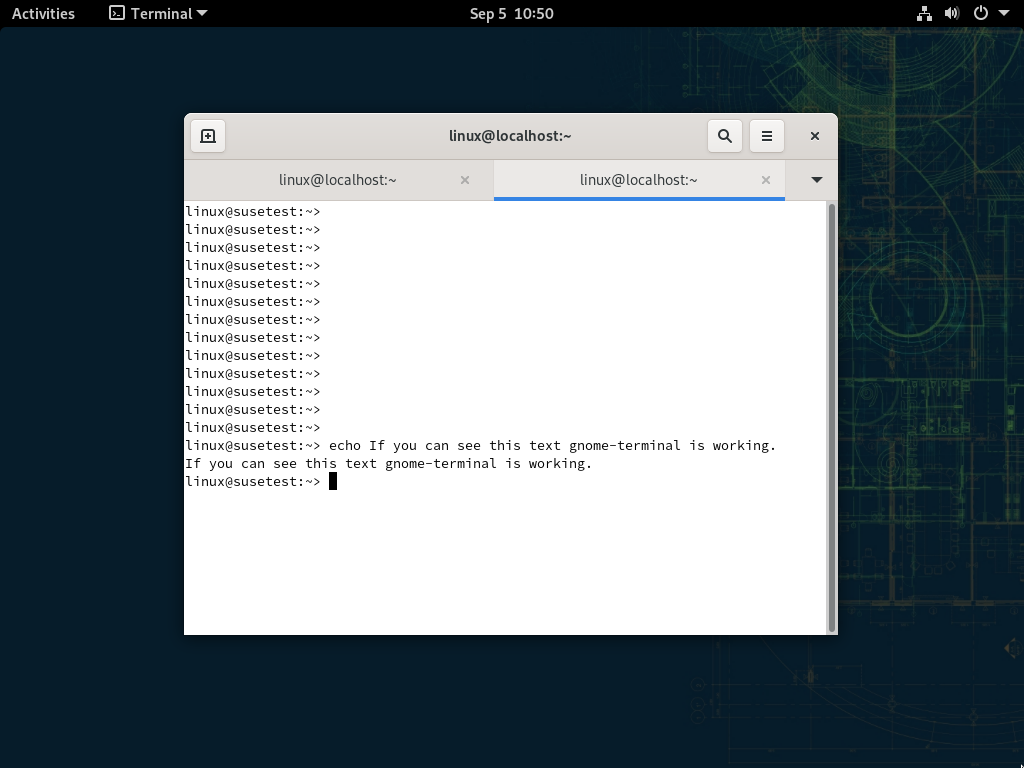 Activities Terminal Sep 5 10:50
linux@localhost:~
linux@localhost:~ linux@localhost:~
linux@susetest:~>
linux@susetest:~>
linux@susetest:~>
linux@susetest:~>
linux@susetest:~>
linux@susetest:~>
linux@susetest:~>
linux@susetest:~>
linux@susetest:~>
linux@susetest:~>
linux@susetest:~>
linux@susetest:~>
linux@susetest:~>
linux@susetest:~> echo If you can see this text gnome-terminal is working.
If you can see this text gnome-terminal is working.
linux@susetest:~>